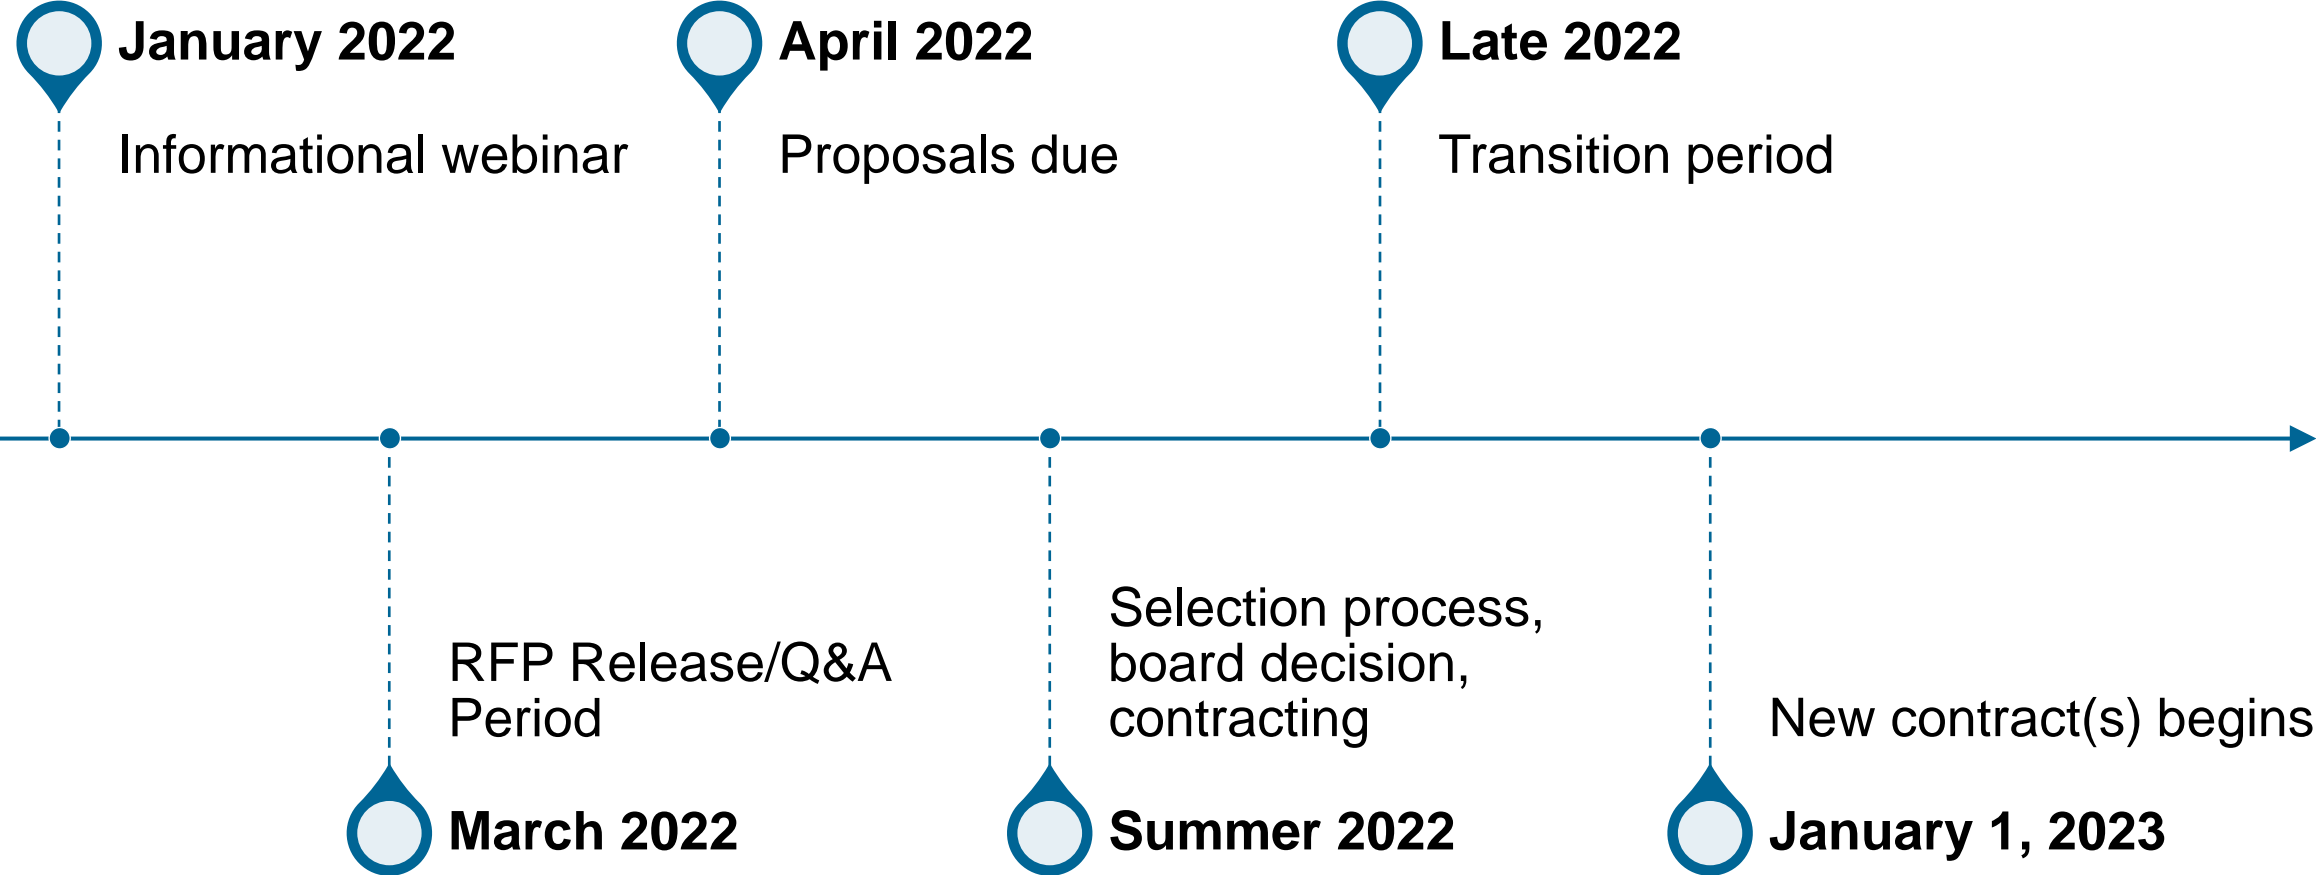 January 2022
Informational webinar
RFP Release/Q&A
Period
March 2022
April 2022
Proposals due
Selection process,
board decision,
contracting
Summer 2022
Late 2022
Transition period
New contract(s) begins
January 1, 2023